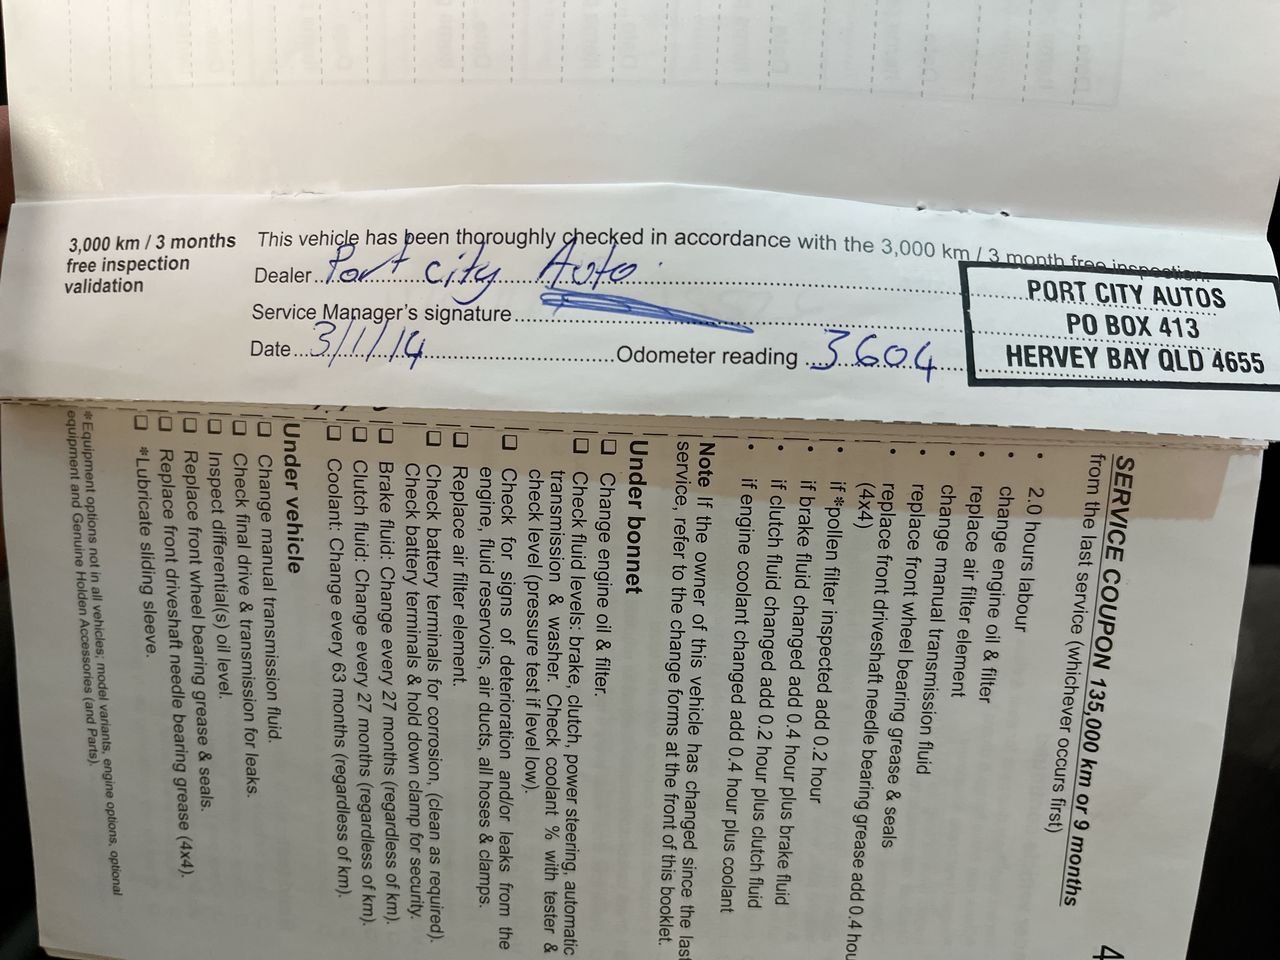 3,000 km / 3 months
free inspection
validation
This vehicle has been thoroughly checked in accordance with the 3,000 km / 3 month free inspection
Dealer Port city Auto
Service Manager's signature
Date 3/1/14 Odometer reading 3604
PORT CITY AUTOS
PO BOX 413
HERVEY BAY QLD 4655
SERVICE COUPON 135,000 km or 9 months
from the last service (whichever occurs first)
• 2.0 hours labour
• change engine oil & filter
• replace air filter element
• change manual transmission fluid
• replace front wheel bearing grease & seals
• replace front driveshaft needle bearing grease add 0.4 hou
(4x4)
• if *pollen filter inspected add 0.2 hour
• if brake fluid changed add 0.4 hour plus brake fluid
• if clutch fluid changed add 0.2 hour plus clutch fluid
• if engine coolant changed add 0.4 hour plus coolant
Note If the owner of this vehicle has changed since the last
service, refer to the change forms at the front of this booklet.
Under bonnet
☐ Change engine oil & filter.
☐ Check fluid levels: brake, clutch, power steering, automatic
transmission & washer. Check coolant % with tester &
check level (pressure test if level low).
☐ Check for signs of deterioration and/or leaks from the
engine, fluid reservoirs, air ducts, all hoses & clamps.
☐ Replace air filter element.
☐ Check battery terminals for corrosion, (clean as required).
Check battery terminals & hold down clamp for security.
☐ Brake fluid: Change every 27 months (regardless of km).
☐ Clutch fluid: Change every 27 months (regardless of km).
☐ Coolant: Change every 63 months (regardless of km).
Under vehicle
☐ Change manual transmission fluid.
☐ Check final drive & transmission for leaks.
☐ Inspect differential(s) oil level.
☐ Replace front wheel bearing grease & seals.
☐ Replace front driveshaft needle bearing grease (4x4).
☐ *Lubricate sliding sleeve.
*Equipment options not in all vehicles; model variants, engine options, optional
equipment and Genuine Holden Accessories (and Parts).
4